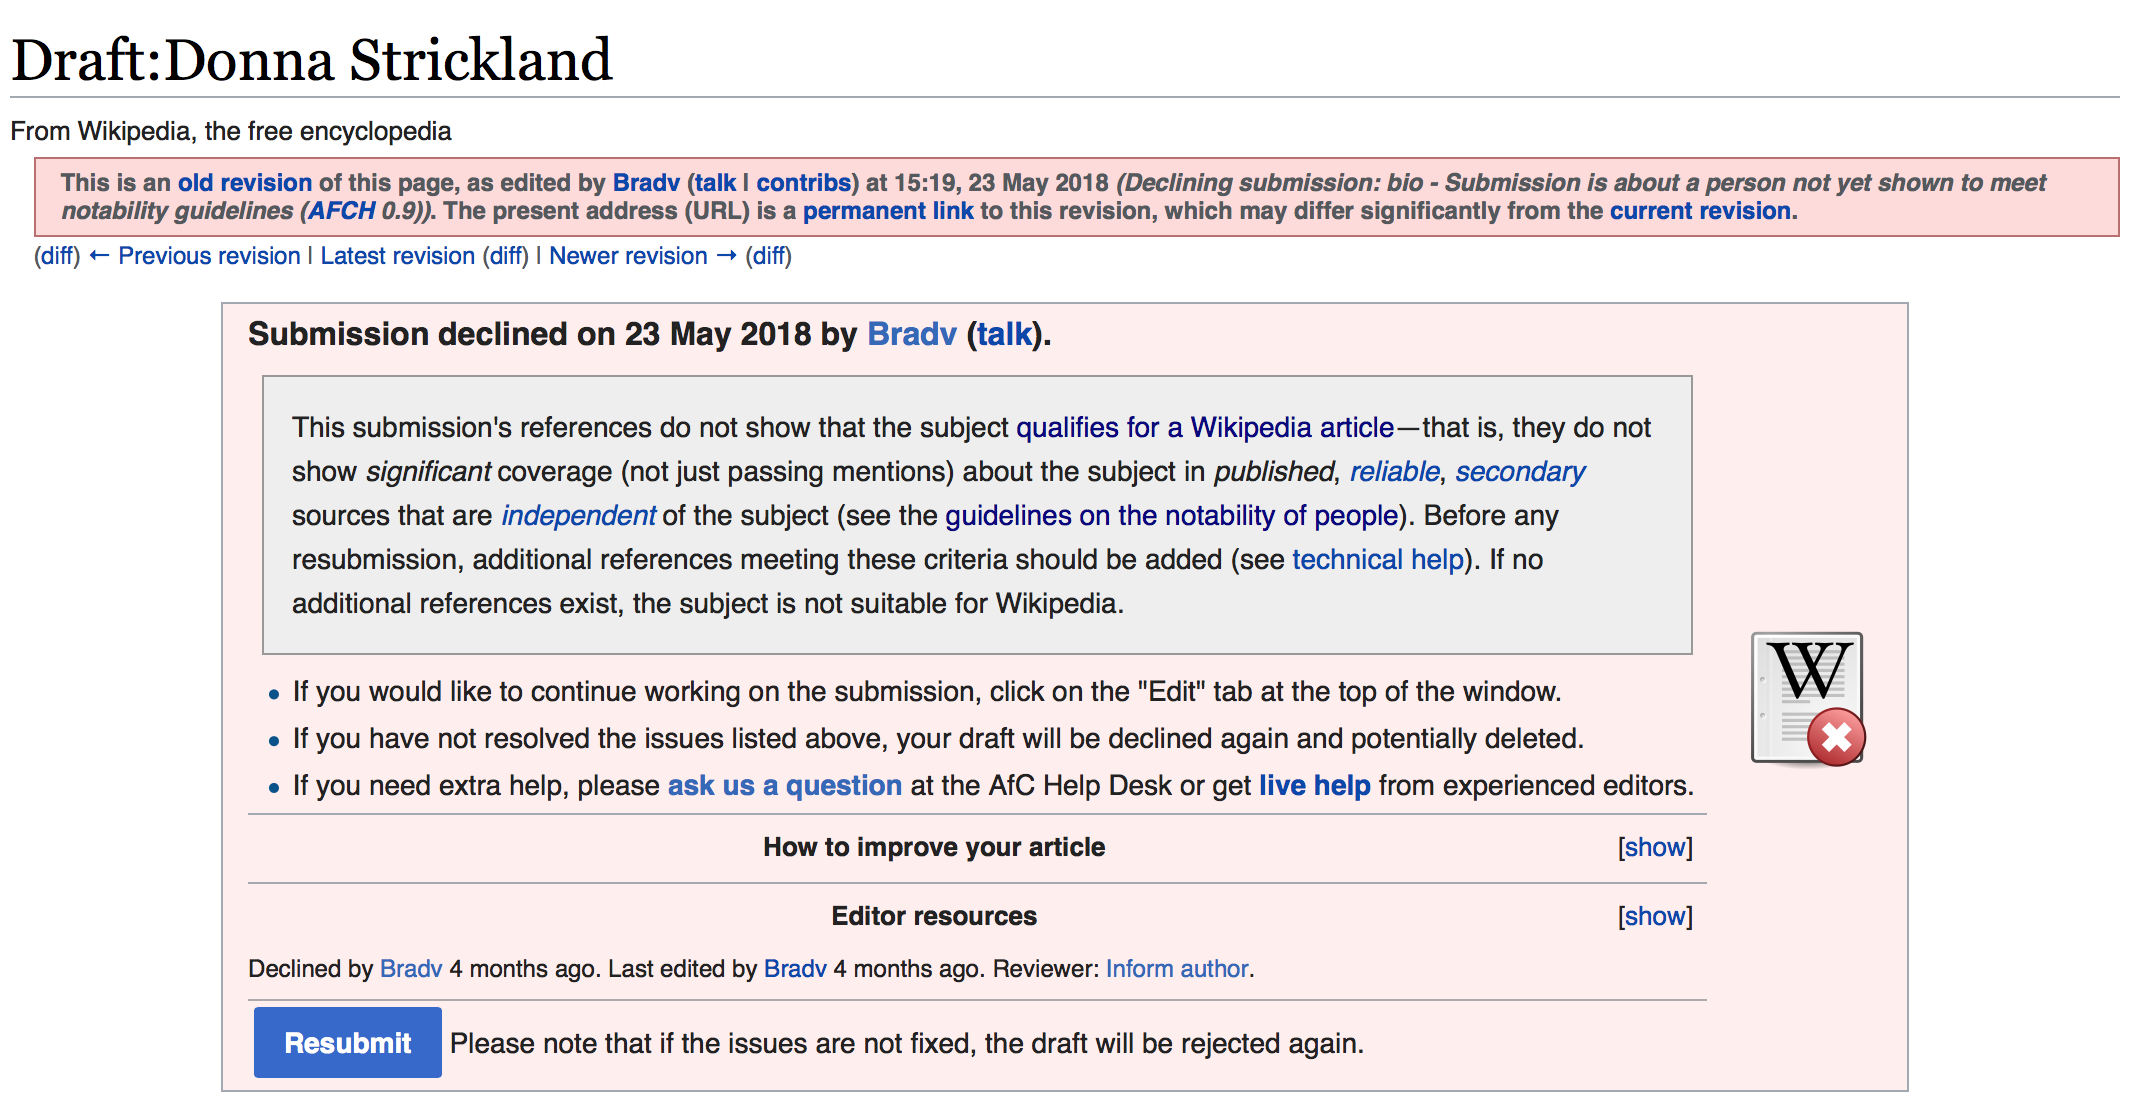 Draft:Donna Strickland
From Wikipedia, the free encyclopedia
This is an old revision of this page, as edited by Bradv (talk | contribs) at 15:19, 23 May 2018 (Declining submission: bio - Submission is about a person not yet shown to meet
notability guidelines (AFCH 0.9)). The present address (URL) is a permanent link to this revision, which may differ significantly from the current revision.
(diff) ← Previous revision | Latest revision (diff) | Newer revision → (diff)
Submission declined on 23 May 2018 by Bradv (talk).
This submission's references do not show that the subject qualifies for a Wikipedia article—that is, they do not
show significant coverage (not just passing mentions) about the subject in published, reliable, secondary
sources that are independent of the subject (see the guidelines on the notability of people). Before any
resubmission, additional references meeting these criteria should be added (see technical help). If no
additional references exist, the subject is not suitable for Wikipedia.
W
• If you would like to continue working on the submission, click on the "Edit" tab at the top of the window.
• If you have not resolved the issues listed above, your draft will be declined again and potentially deleted.
• If you need extra help, please ask us a question at the AfC Help Desk or get live help from experienced editors.
How to improve your article [show]
Editor resources [show]
Declined by Bradv 4 months ago. Last edited by Bradv 4 months ago. Reviewer: Inform author.
Resubmit Please note that if the issues are not fixed, the draft will be rejected again.